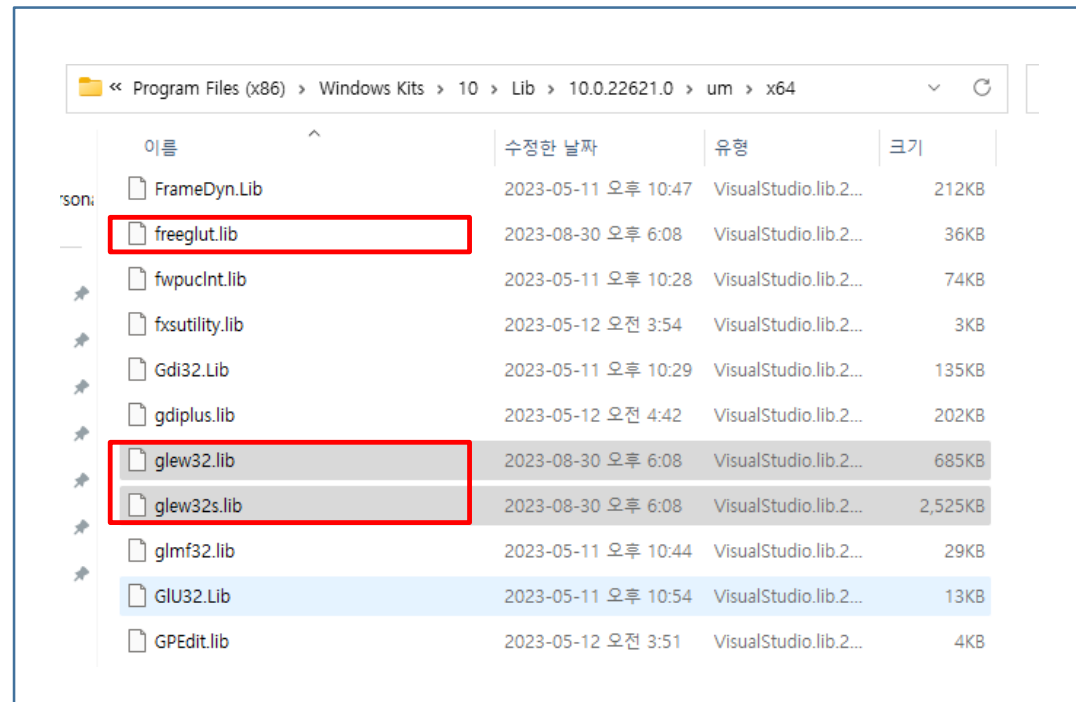 « Program Files (x86) › Windows Kits › 10 › Lib › 10.0.22621.0 › um › x64
이름 수정한 날짜 유형 크기
FrameDyn.Lib 2023-05-11 오후 10:47 VisualStudio.lib.2... 212KB
freeglut.lib 2023-08-30 오후 6:08 VisualStudio.lib.2... 36KB
fwpuclnt.lib 2023-05-11 오후 10:28 VisualStudio.lib.2... 74KB
fxsutility.lib 2023-05-12 오전 3:54 VisualStudio.lib.2... 3KB
Gdi32.Lib 2023-05-11 오후 10:29 VisualStudio.lib.2... 135KB
gdiplus.lib 2023-05-12 오전 4:42 VisualStudio.lib.2... 202KB
glew32.lib 2023-08-30 오후 6:08 VisualStudio.lib.2... 685KB
glew32s.lib 2023-08-30 오후 6:08 VisualStudio.lib.2... 2,525KB
glmf32.lib 2023-05-11 오후 10:44 VisualStudio.lib.2... 29KB
GlU32.Lib 2023-05-11 오후 10:54 VisualStudio.lib.2... 13KB
GPEdit.lib 2023-05-12 오전 3:51 VisualStudio.lib.2... 4KB